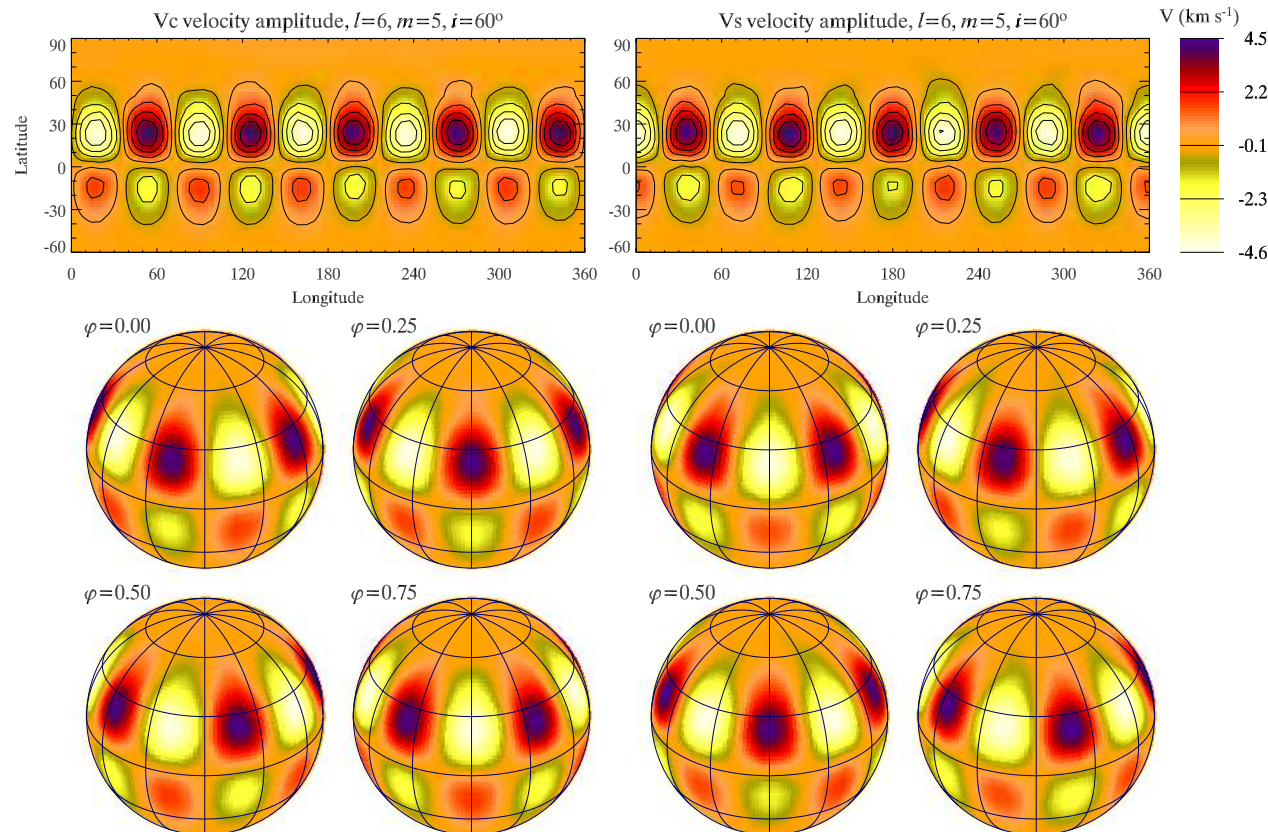 Vc velocity amplitude, l=6, m=5, i=60º
Vs velocity amplitude, l=6, m=5, i=60º
V (km s⁻¹)
90
60
30
0
-30
-60
Latitude
0
60
120
180
240
300
360
Longitude
90
60
30
0
-30
-60
0
60
120
180
240
300
360
Longitude
4.5
2.2
-0.1
-2.3
-4.6
φ=0.00
φ=0.25
φ=0.00
φ=0.25
φ=0.50
φ=0.75
φ=0.50
φ=0.75